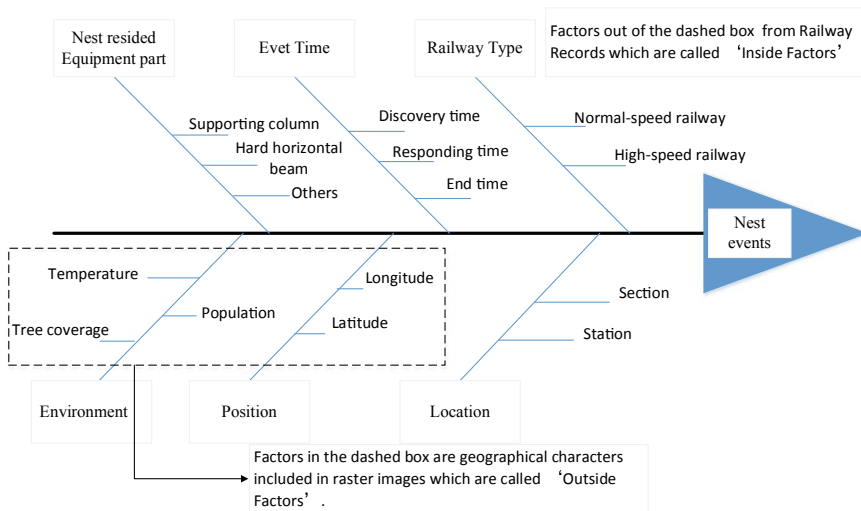 Nest resided
Equipment part
Evet Time
Railway Type
Factors out of the dashed box from Railway
Records which are called ‘Inside Factors’
Supporting column
Hard horizontal
beam
Others
Discovery time
Responding time
End time
Normal-speed railway
High-speed railway
Nest
events
Temperature
Population
Tree coverage
Longitude
Latitude
Section
Station
Environment
Position
Location
Factors in the dashed box are geographical characters
included in raster images which are called ‘Outside
Factors’ .